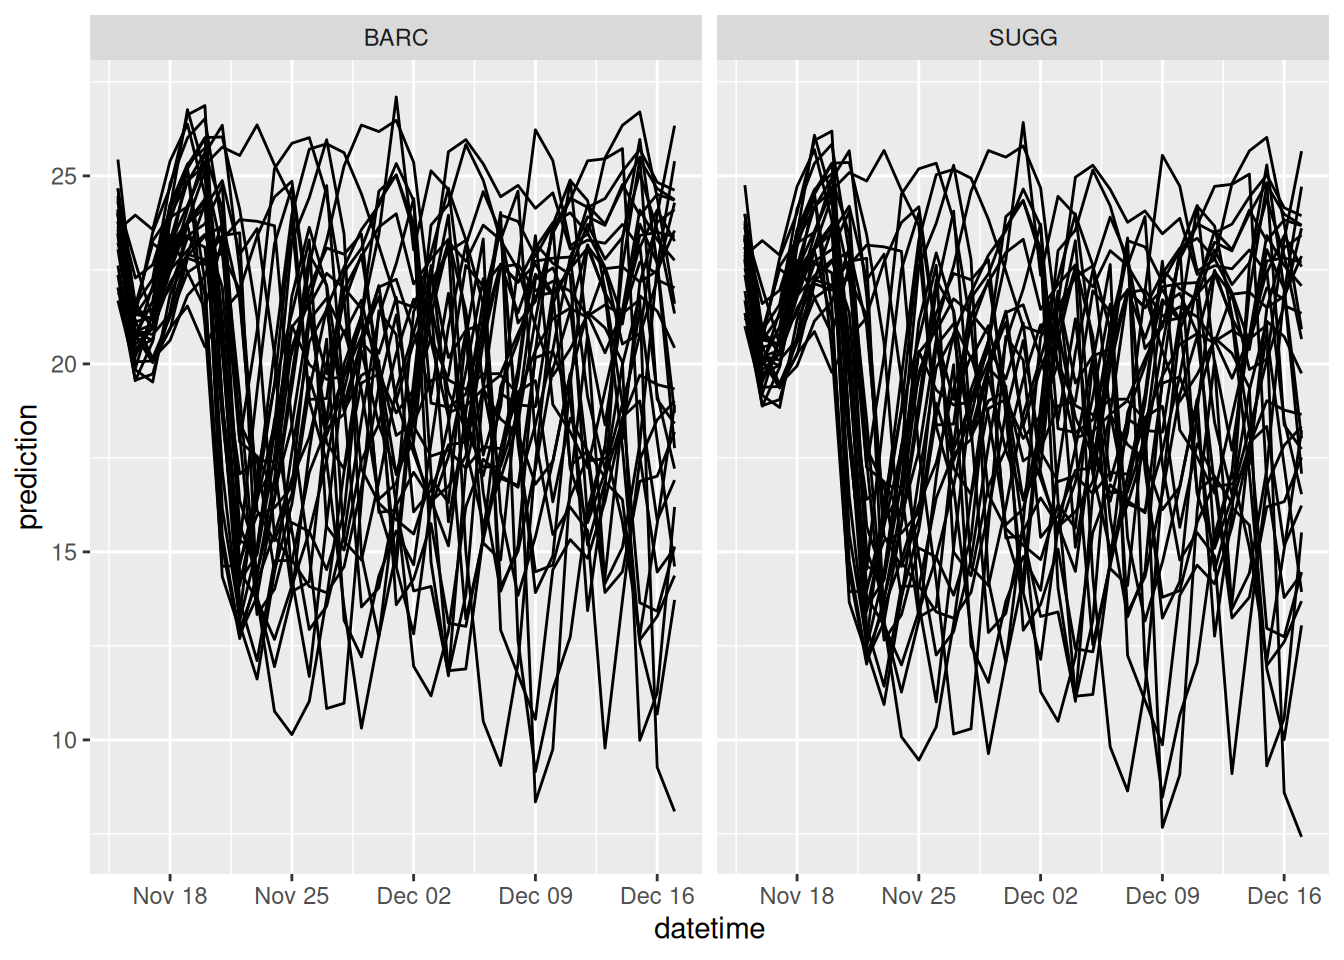 BARC
SUGG
prediction
25
20
15
10
Nov 18
Nov 25
Dec 02
Dec 09
Dec 16
Nov 18
Nov 25
Dec 02
Dec 09
Dec 16
datetime